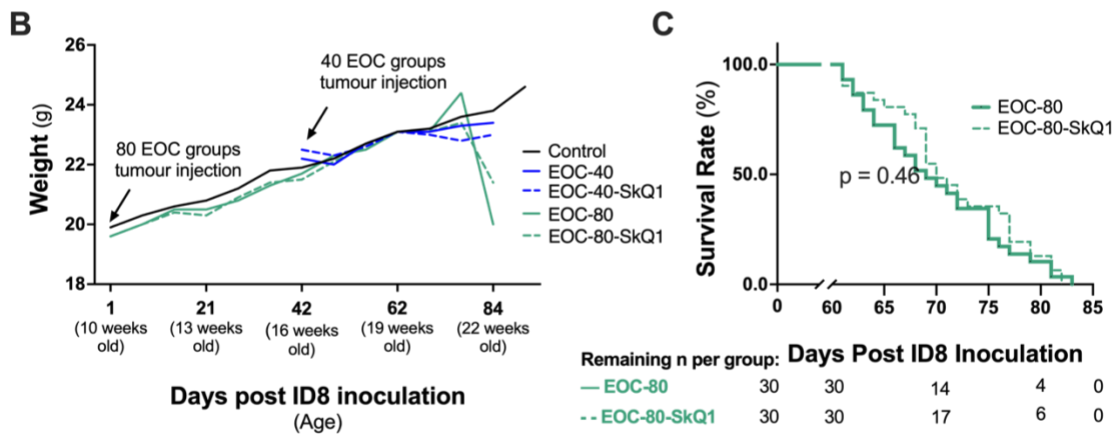 B
26
24
22
20
18
Weight (g)
80 EOC groups
tumour injection
40 EOC groups
tumour injection
Control
EOC-40
EOC-40-SkQ1
EOC-80
EOC-80-SkQ1
1 21 42 62 84
(10 weeks old) (13 weeks old) (16 weeks old) (19 weeks old) (22 weeks old)
Days post ID8 inoculation
(Age)
C
100.0
50.0
0.0
Survival Rate (%)
EOC-80
EOC-80-SkQ1
p = 0.46
0 60 65 70 75 80 85
Days Post ID8 Inoculation
Remaining n per group:
EOC-80 30 30 14 4 0
EOC-80-SkQ1 30 30 17 6 0